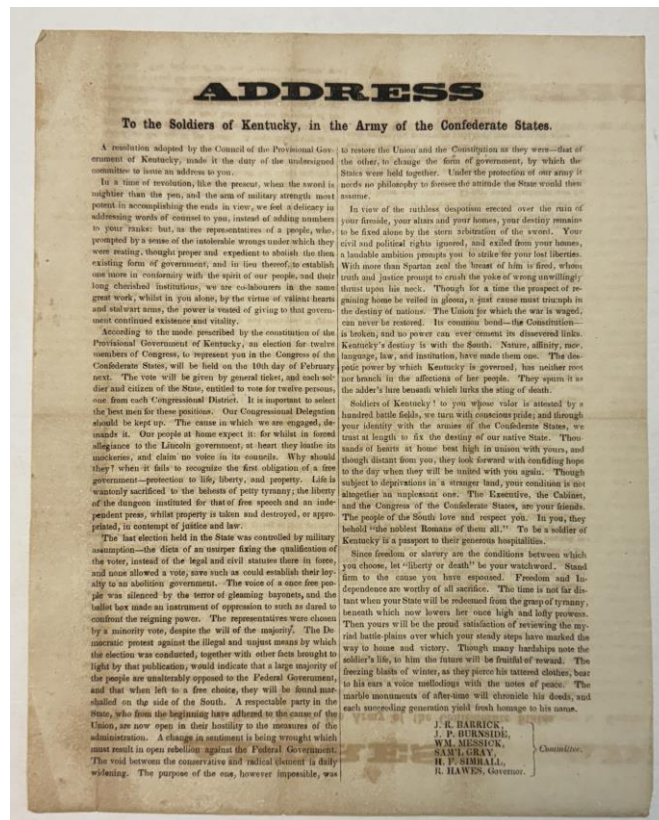 ADDRESS
To the Soldiers of Kentucky, in the Army of the Confederate States.
A resolution adopted by the Council of the Provisional Gov-
ernment of Kentucky, made it the duty of the undersigned
committee to issue an address to you.
In a time of revolution, like the present, when the sword is
mightier than the pen, and the arm of military strength most
potent in accomplishing the ends in view, we feel a delicacy in
addressing words of counsel to you, instead of adding numbers
to your ranks: but, as the representatives of a people, who,
prompted by a sense of the intolerable wrongs under which they
were resting, thought proper and expedient to abolish the then
existing form of government, and in lieu thereof, to establish
one more in conformity with the spirit of our people, and their
long cherished institutions, we are co-labourers in the same
great work, whilst in you alone, by the virtue of valiant hearts
and stalwart arms, the power is vested of giving to that govern-
ment continued existence and vitality.
According to the mode prescribed by the constitution of the
Provisional Government of Kentucky, an election for twelve
members of Congress, to represent you in the Congress of the
Confederate States, will be held on the 10th day of February
next. The vote will be given by general ticket, and each sol-
dier and citizen of the State, entitled to vote for twelve persons,
one from each Congressional District. It is important to select
the best men for these positions. Our Congressional Delegation
should be kept up. The cause in which we are engaged, de-
mands it. Our people at home expect it: for whilst in forced
allegiance to the Lincoln government, at heart they loathe its
mockeries, and claim no voice in its councils. Why should
they? when it fails to recognize the first obligation of a free
government—protection to life, liberty, and property. Life is
wantonly sacrificed to the behests of petty tyranny; the liberty
of the dungeon instituted for that of free speech and an inde-
pendent press, whilst property is taken and destroyed, or appro-
priated, in contempt of justice and law.
The last election held in the State was controlled by military
assumption—the dicta of an usurper fixing the qualification of
the voter, instead of the legal and civil statutes there in force,
and none allowed a vote, save such as could establish their loy-
alty to an abolition government. The voice of a once free peo-
ple was silenced by the terror of gleaming bayonets, and the
ballot box made an instrument of oppression to such as dared to
confront the reigning power. The representatives were chosen
by a minority vote, despite the will of the majority. The De-
mocratic protest against the illegal and unjust means by which
the election was conducted, together with other facts brought to
light by that publication, would indicate that a large majority of
the people are unalterably opposed to the Federal Government,
and that when left to a free choice, they will be found mar-
shalled on the side of the South. A respectable party in the
State, who from the beginning have adhered to the cause of the
Union, are now open in their hostility to the measures of the
administration. A change in sentiment is being wrought which
must result in open rebellion against the Federal Government.
The void between the conservative and radical element is daily
widening. The purpose of the one, however impossible, was
to restore the Union and the Constitution as they were—that of
the other, to change the form of government, by which the
States were held together. Under the protection of our army it
needs no philosophy to foresee the attitude the State would then
assume.
In view of the ruthless despotism erected over the ruin of
your fireside, your altars and your homes, your destiny remains
to be fixed alone by the stern arbitration of the sword. Your
civil and political rights ignored, and exiled from your homes,
a laudable ambition prompts you to strike for your lost liberties.
With more than Spartan zeal the breast of him is fired, whom
truth and justice prompt to crush the yoke of wrong unwillingly
thrust upon his neck. Though for a time the prospect of re-
gaining home be veiled in gloom, a just cause must triumph in
the destiny of nations. The Union for which the war is waged,
can never be restored. Its common bond—the Constitution—
is broken, and no power can ever cement its dissevered links.
Kentucky's destiny is with the South. Nature, affinity, race,
language, law, and institution, have made them one. The des-
potic power by which Kentucky is governed, has neither root
nor branch in the affections of her people. They spurn it as
the adder's lure beneath which lurks the sting of death.
Soldiers of Kentucky! to you whose valor is attested by a
hundred battle fields, we turn with conscious pride; and through
your identity with the armies of the Confederate States, we
trust at length to fix the destiny of our native State. Thou-
sands of hearts at home beat high in unison with yours, and
though distant from you, they look forward with confiding hope
to the day when they will be united with you again. Though
subject to deprivations in a stranger land, your condition is not
altogether an unpleasant one. The Executive, the Cabinet,
and the Congress of the Confederate States, are your friends.
The people of the South love and respect you. In you, they
behold "the noblest Romans of them all." To be a soldier of
Kentucky is a passport to their generous hospitalities.
Since freedom or slavery are the conditions between which
you choose, let "liberty or death" be your watchword. Stand
firm to the cause you have espoused. Freedom and In-
dependence are worthy of all sacrifice. The time is not far dis-
tant when your State will be redeemed from the grasp of tyranny,
beneath which now lowers her once high and lofty prowess.
Then yours will be the proud satisfaction of reviewing the my-
riad battle-plains over which your steady steps have marked the
way to home and victory. Though many hardships note the
soldier's life, to him the future will be fruitful of reward. The
freezing blasts of winter, as they pierce his tattered clothes, bear
to his ears a voice mellodious with the notes of peace. The
marble monuments of after-time will chronicle his deeds, and
each succeeding generation yield fresh homage to his name.
J. R. BARRICK,
J. P. BURNSIDE,
WM. MESSICK,
SAM'L GRAY,
H. F. SIMRALL,
R. HAWES, Governor.
Committee.